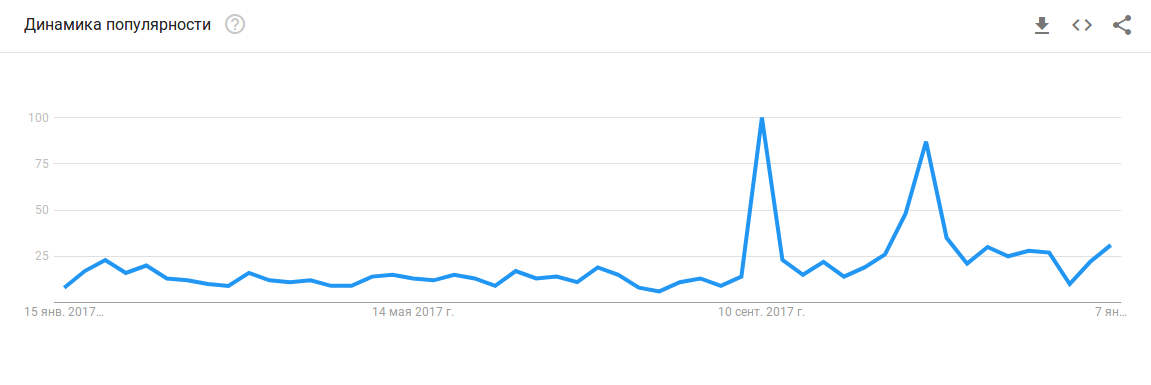 Динамика популярности
100
75
50
25
15 янв. 2017…
14 мая 2017 г.
10 сент. 2017 г.
7 ян…